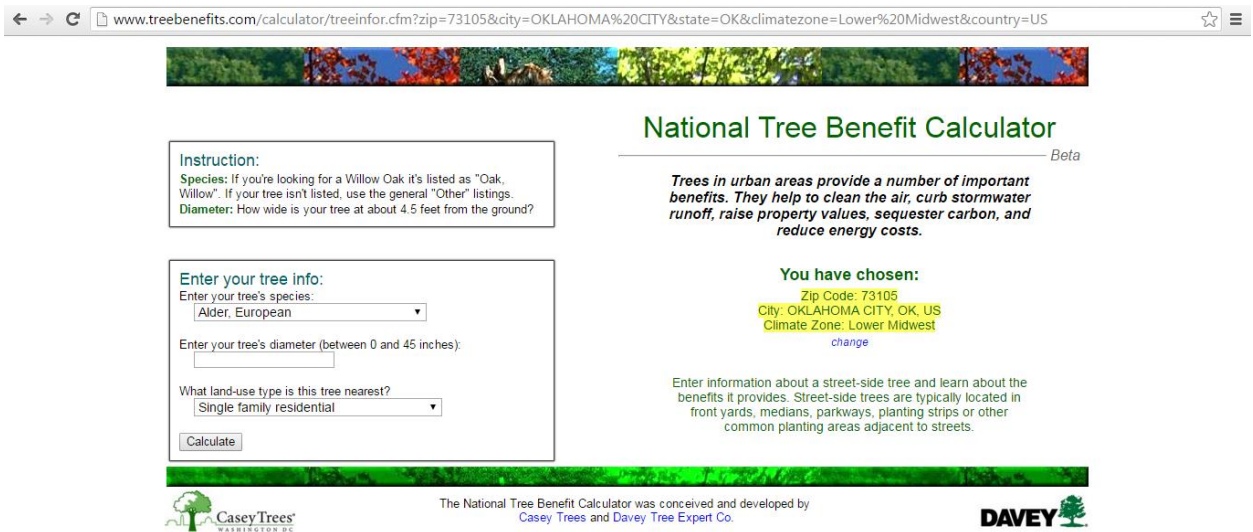 www.treebenefits.com/calculator/treeinfor.cfm?zip=73105&city=OKLAHOMA%20CITY&state=OK&climatezone=Lower%20Midwest&country=US
Instruction:
Species: If you're looking for a Willow Oak it's listed as "Oak,
Willow". If your tree isn't listed, use the general "Other" listings.
Diameter: How wide is your tree at about 4.5 feet from the ground?
Enter your tree info:
Enter your tree's species:
Alder, European
Enter your tree's diameter (between 0 and 45 inches):
What land-use type is this tree nearest?
Single family residential
Calculate
National Tree Benefit Calculator
Beta
Trees in urban areas provide a number of important
benefits. They help to clean the air, curb stormwater
runoff, raise property values, sequester carbon, and
reduce energy costs.
You have chosen:
Zip Code: 73105
City: OKLAHOMA CITY, OK, US
Climate Zone: Lower Midwest
change
Enter information about a street-side tree and learn about the
benefits it provides. Street-side trees are typically located in
front yards, medians, parkways, planting strips or other
common planting areas adjacent to streets.
Casey Trees
WASHINGTON DC
The National Tree Benefit Calculator was conceived and developed by
Casey Trees and Davey Tree Expert Co.
DAVEY